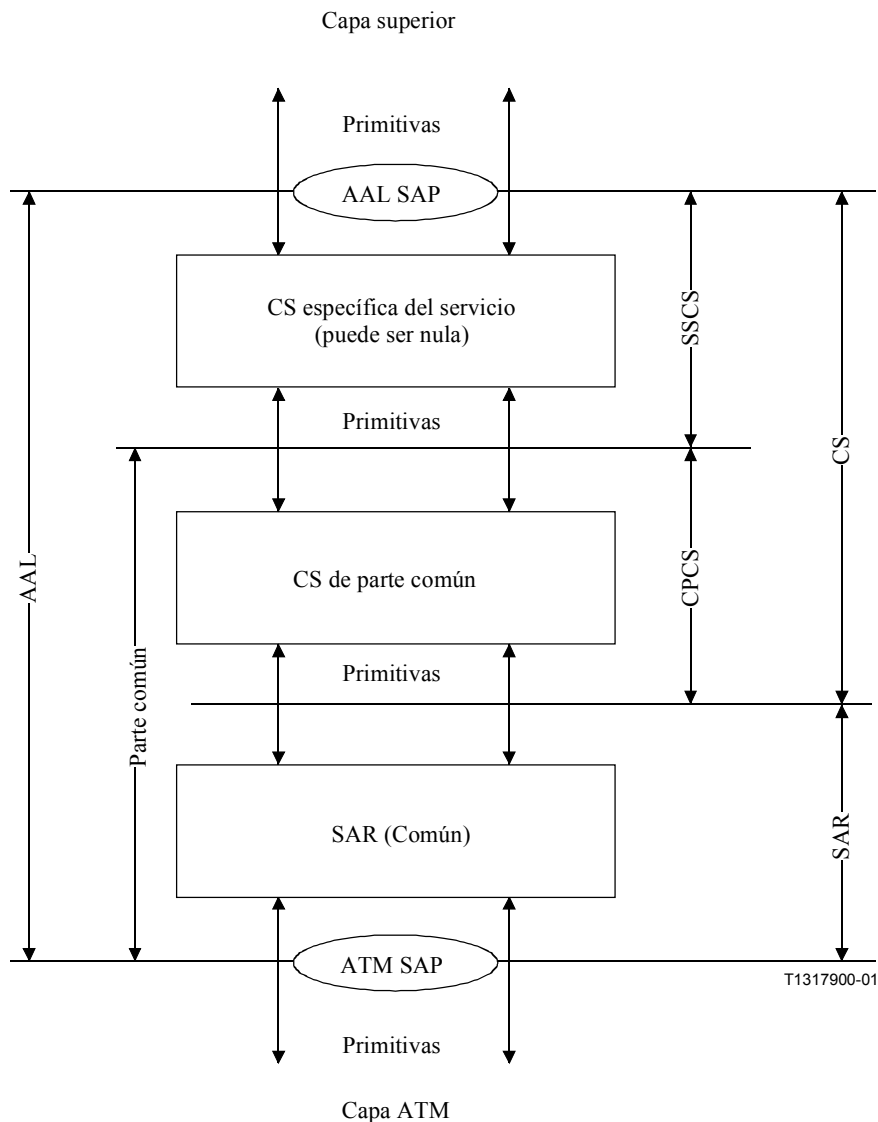 Capa superior
Primitivas
AAL SAP
CS específica del servicio
(puede ser nula)
SSCS
Primitivas
CS
AAL
CS de parte común
CPCS
Parte común
Primitivas
SAR (Común)
SAR
ATM SAP
T1317900-01
Primitivas
Capa ATM